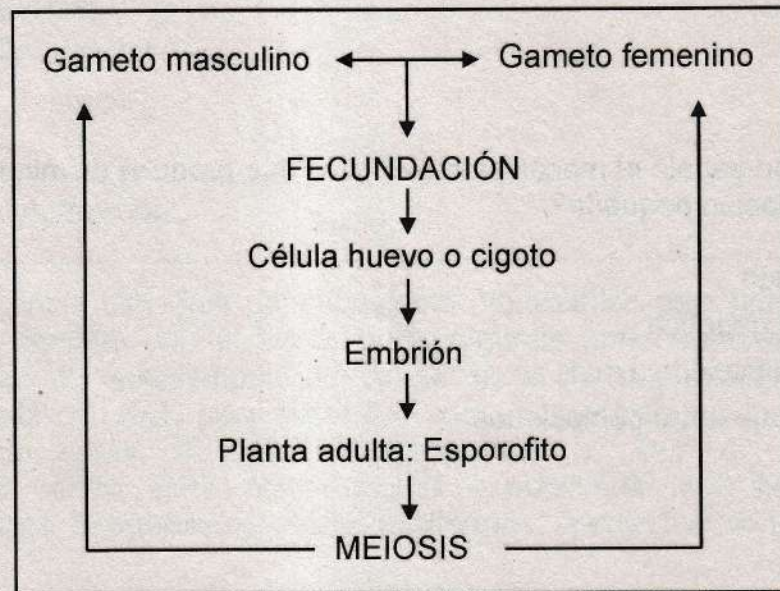 Gameto masculino Gameto femenino
FECUNDACIÓN
Célula huevo o cigoto
Embrión
Planta adulta: Esporofito
MEIOSIS